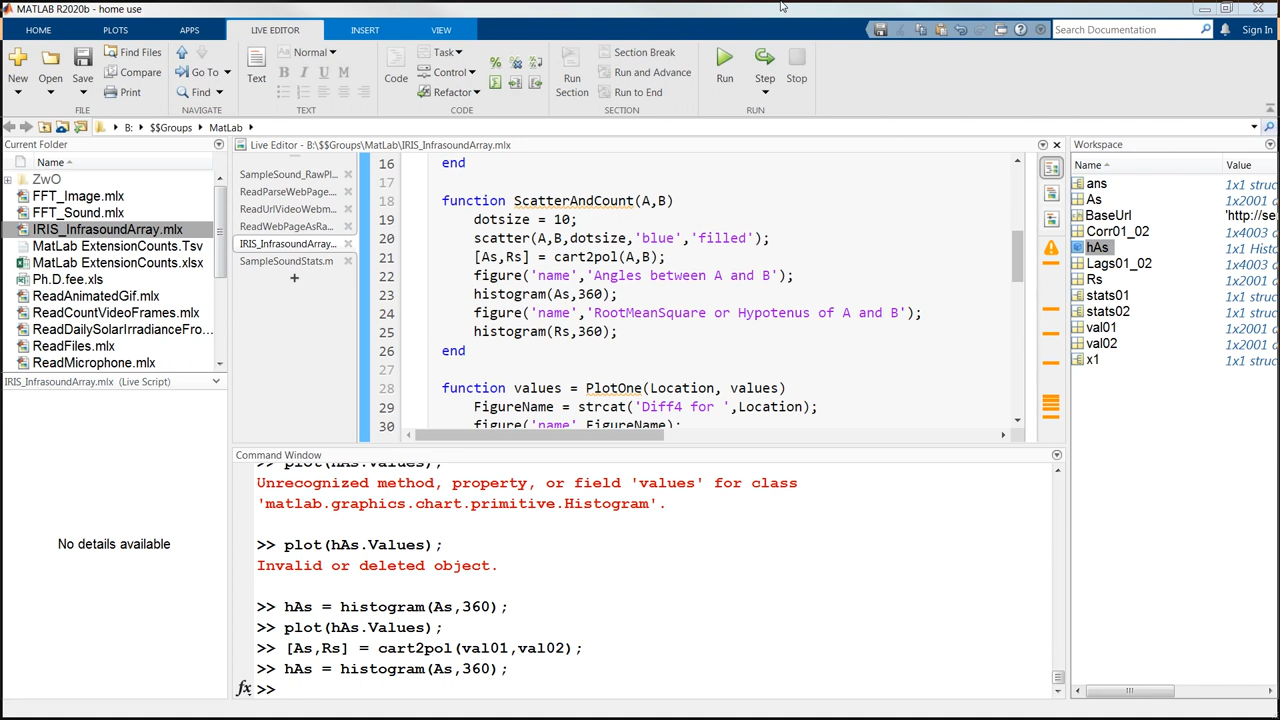 MATLAB R2020b - home use
HOME PLOTS APPS LIVE EDITOR INSERT VIEW
Search Documentation
Sign In
New
Open
Save
Find Files
Compare
Print
Go To
Find
Text
Normal
B I U M
Code
Task
Control
Refactor
Run Section
Section Break
Run and Advance
Run to End
Run
Step
Stop
FILE NAVIGATE TEXT CODE SECTION RUN
B: $$Groups MatLab
Current Folder
Name
ZwO
FFT_Image.mlx
FFT_Sound.mlx
IRIS_InfrasoundArray.mlx
MatLab ExtensionCounts.Tsv
MatLab ExtensionCounts.xlsx
Ph.D.fee.xls
ReadAnimatedGif.mlx
ReadCountVideoFrames.mlx
ReadDailySolarIrradianceFro...
ReadFiles.mlx
ReadMicrophone.mlx
IRIS_InfrasoundArray.mlx (Live Script)
No details available
Live Editor - B:\$$Groups\MatLab\IRIS_InfrasoundArray.mlx
SampleSound_RawPl...
ReadParseWebPage...
ReadUrlVideoWebm...
ReadWebPageAsRa...
IRIS_InfrasoundArray...
SampleSoundStats.m
+
16 end
17
18 function ScatterAndCount(A,B)
19 dotsize = 10;
20 scatter(A,B,dotsize,'blue','filled');
21 [As,Rs] = cart2pol(A,B);
22 figure('name','Angles between A and B');
23 histogram(As,360);
24 figure('name','RootMeanSquare or Hypotenus of A and B');
25 histogram(Rs,360);
26 end
27
28 function values = PlotOne(Location, values)
29 FigureName = strcat('Diff4 for ',Location);
30 figure('name',FigureName);
Command Window
>> plot(hAs.values);
Unrecognized method, property, or field 'values' for class
'matlab.graphics.chart.primitive.Histogram'.
>> plot(hAs.Values);
Invalid or deleted object.
>> hAs = histogram(As,360);
>> plot(hAs.Values);
>> [As,Rs] = cart2pol(val01,val02);
>> hAs = histogram(As,360);
fx >>
Workspace
Name Value
ans 1x1 struc
As 1x2001 d
BaseUrl 'http://se
Corr01_02 1x4003 d
hAs 1x1 Histo
Lags01_02 1x4003 d
Rs 1x2001 d
stats01 1x1 struc
stats02 1x1 struc
val01 1x2001 d
val02 1x2001 d
x1 1x1 struc